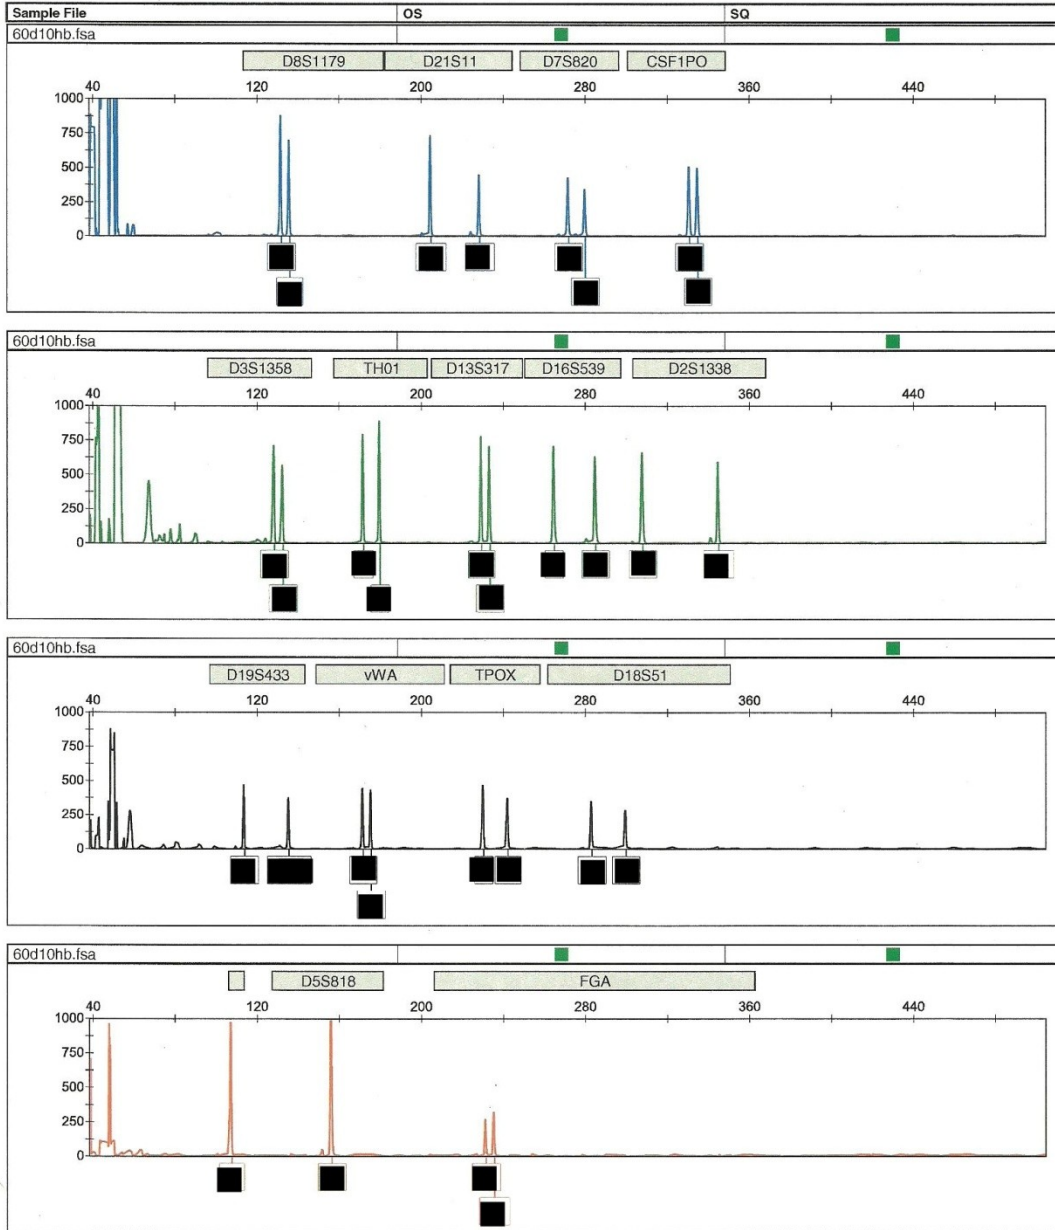 Sample File OS SQ
60d10hb.fsa
D8S1179 D21S11 D7S820 CSF1PO
40 120 200 280 360 440
1000
750
500
250
0
60d10hb.fsa
D3S1358 TH01 D13S317 D16S539 D2S1338
40 120 200 280 360 440
1000
750
500
250
0
60d10hb.fsa
D19S433 vWA TPOX D18S51
40 120 200 280 360 440
1000
750
500
250
0
60d10hb.fsa
D5S818 FGA
40 120 200 280 360 440
1000
750
500
250
0